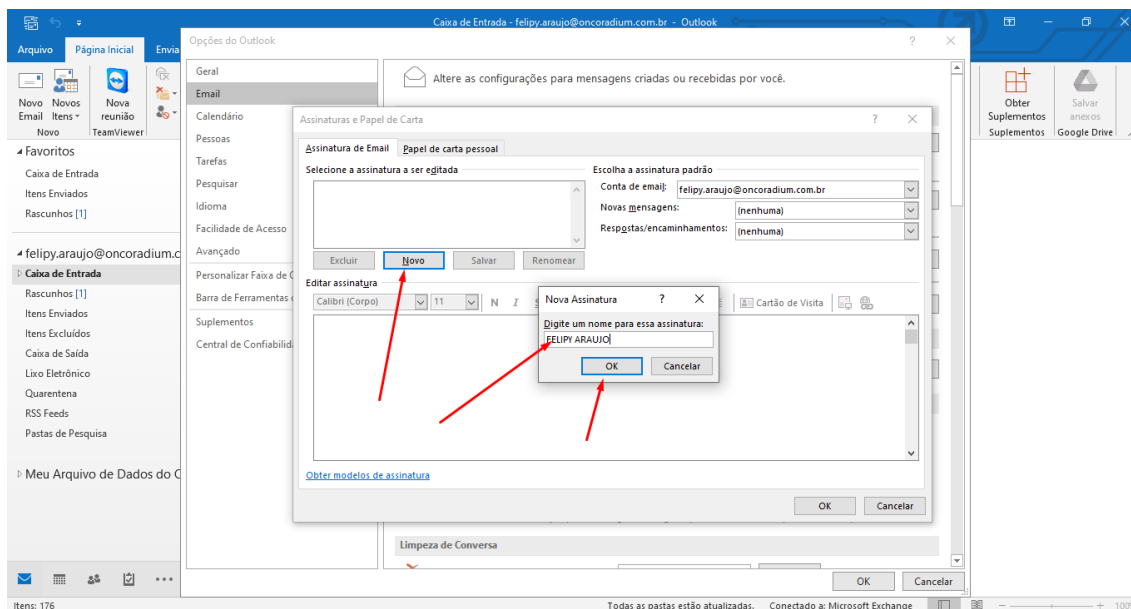 Caixa de Entrada - felipy.araujo@oncoradium.com.br - Outlook
Arquivo
Página Inicial
Envia
Novo Email
Novos Itens
Novo
Nova reunião
TeamViewer
Obter Suplementos
Suplementos
Salvar anexos
Google Drive
Favoritos
Caixa de Entrada
Itens Enviados
Rascunhos [1]
felipy.araujo@oncoradium.c
Caixa de Entrada
Rascunhos [1]
Itens Enviados
Itens Excluídos
Caixa de Saída
Lixo Eletrônico
Quarentena
RSS Feeds
Pastas de Pesquisa
Meu Arquivo de Dados do O
Opções do Outlook
?
Geral
Email
Calendário
Pessoas
Tarefas
Pesquisar
Idioma
Facilidade de Acesso
Avançado
Personalizar Faixa de O
Barra de Ferramentas
Suplementos
Central de Confiabilid
Altere as configurações para mensagens criadas ou recebidas por você.
Assinaturas e Papel de Carta
?
Assinatura de Email
Papel de carta pessoal
Selecione a assinatura a ser editada
Excluir
Novo
Salvar
Renomear
Escolha a assinatura padrão
Conta de email: felipy.araujo@oncoradium.com.br
Novas mensagens: (nenhuma)
Respostas/encaminhamentos: (nenhuma)
Editar assinatura
Calibri (Corpo) 11 N I S
Cartão de Visita
Nova Assinatura ?
Digite um nome para essa assinatura:
FELIPY ARAUJO
OK Cancelar
Obter modelos de assinatura
OK Cancelar
Limpeza de Conversa
OK Cancelar
Itens: 176
Todas as pastas estão atualizadas.
Conectado a: Microsoft Exchange
100%